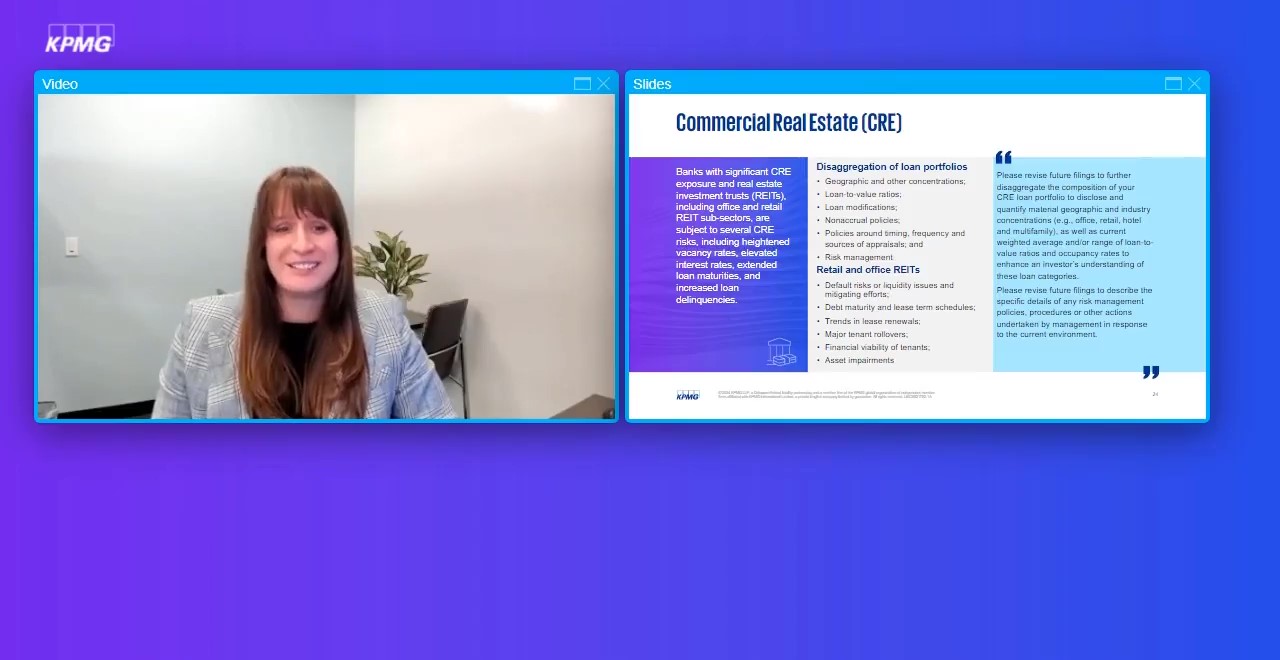 KPMG
Video
Slides
Commercial Real Estate (CRE)
Banks with significant CRE
exposure and real estate
investment trusts (REITs),
including office and retail
REIT sub-sectors, are
subject to several CRE
risks, including heightened
vacancy rates, elevated
interest rates, extended
loan maturities, and
increased loan
delinquencies.
Disaggregation of loan portfolios
• Geographic and other concentrations;
• Loan-to-value ratios;
• Loan modifications;
• Nonaccrual policies;
• Policies around timing, frequency and
sources of appraisals; and
• Risk management
Retail and office REITs
• Default risks or liquidity issues and
mitigating efforts;
• Debt maturity and lease term schedules;
• Trends in lease renewals;
• Major tenant rollovers;
• Financial viability of tenants;
• Asset impairments
“
Please revise future filings to further
disaggregate the composition of your
CRE loan portfolio to disclose and
quantify material geographic and industry
concentrations (e.g., office, retail, hotel
and multifamily), as well as current
weighted average and/or range of loan-to-
value ratios and occupancy rates to
enhance an investor's understanding of
these loan categories.
Please revise future filings to describe the
specific details of any risk management
policies, procedures or other actions
undertaken by management in response
to the current environment.
”
KPMG
24